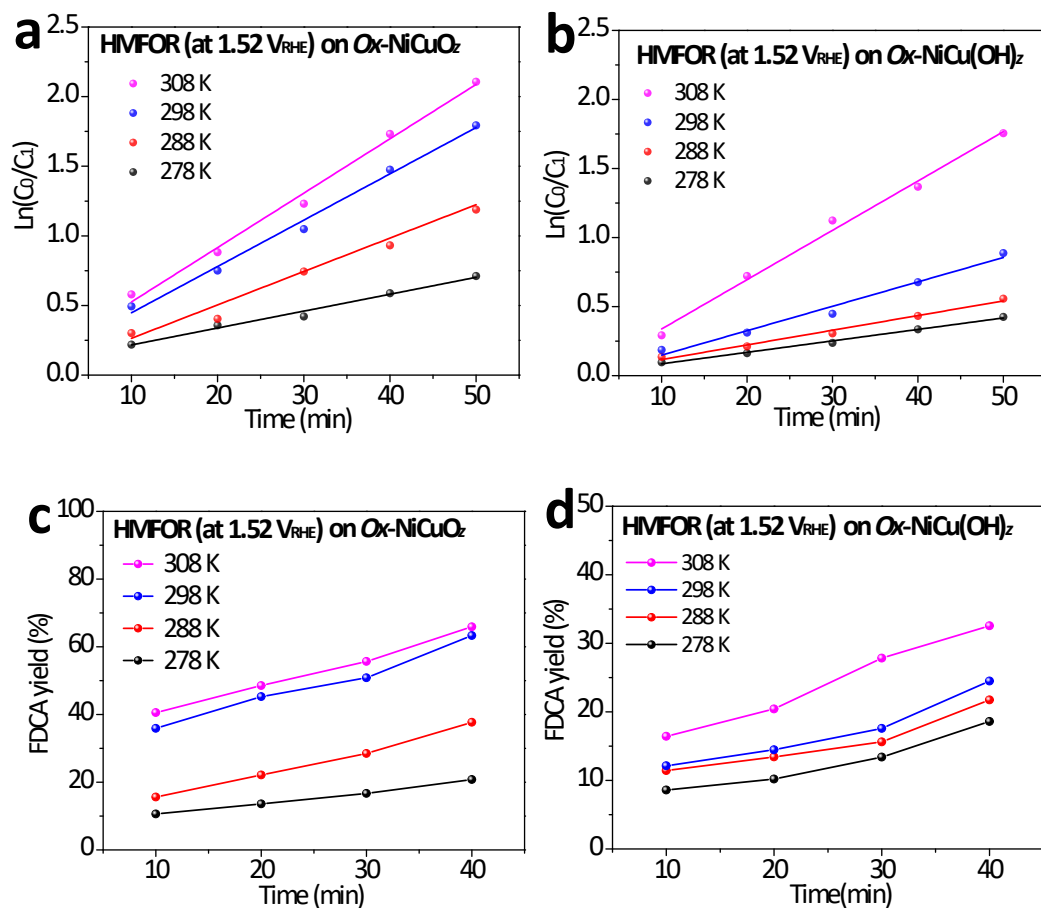 a
HMFOR (at 1.52 VRHE) on Ox-NiCuOz
308 K
298 K
288 K
278 K
Ln(C0/C1)
2.5
2.0
1.5
1.0
0.5
0.0
10 20 30 40 50
Time (min)
b
HMFOR (at 1.52 VRHE) on Ox-NiCu(OH)z
308 K
298 K
288 K
278 K
Ln(C0/C1)
2.5
2.0
1.5
1.0
0.5
0.0
10 20 30 40 50
Time (min)
c
HMFOR (at 1.52 VRHE) on Ox-NiCuOz
308 K
298 K
288 K
278 K
FDCA yield (%)
100
80
60
40
20
0
10 20 30 40
Time (min)
d
HMFOR (at 1.52 VRHE) on Ox-NiCu(OH)z
308 K
298 K
288 K
278 K
FDCA yield (%)
50
40
30
20
10
0
10 20 30 40
Time(min)